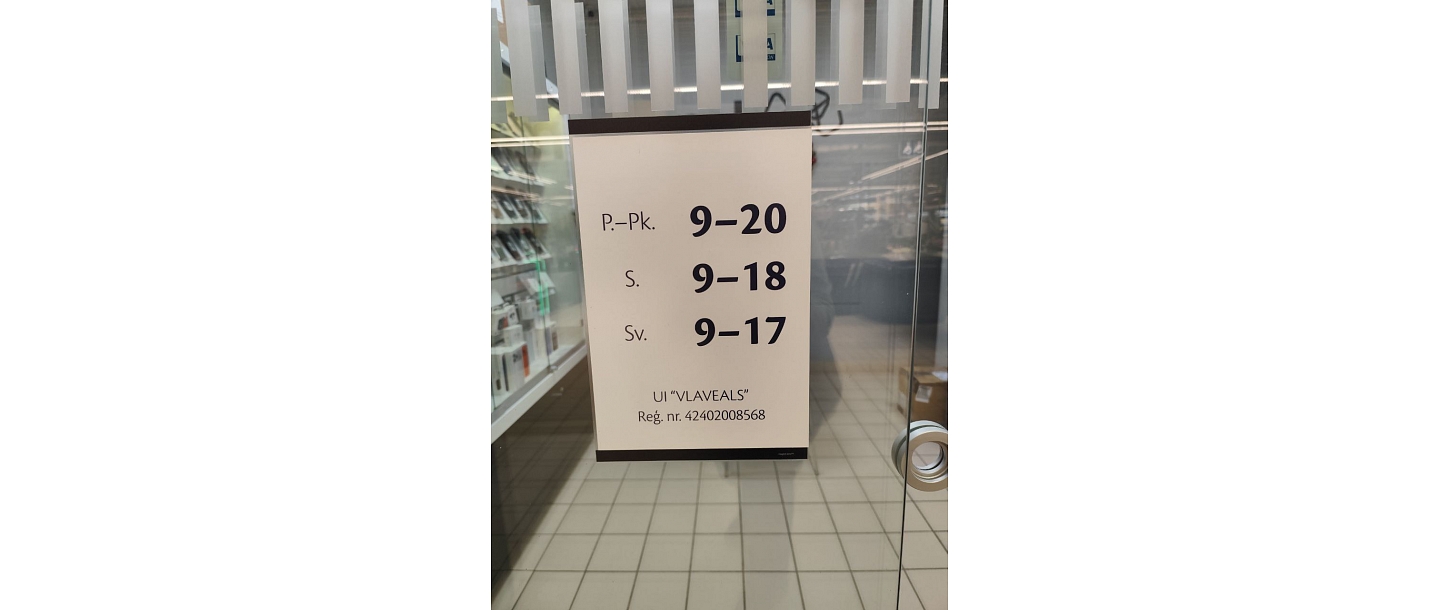 P.–Pk. 9–20
S. 9–18
Sv. 9–17
UI "VLAVEALS"
Reģ. nr. 42402008568